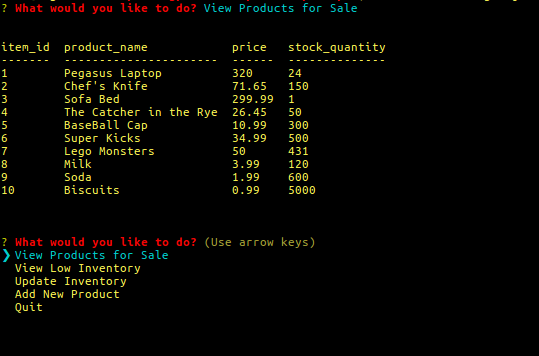 ? What would you like to do? View Products for Sale
item_id  product_name            price   stock_quantity
-------  ----------------------  ------  --------------
1        Pegasus Laptop          320     24
2        Chef's Knife            71.65   150
3        Sofa Bed                299.99  1
4        The Catcher in the Rye  26.45   50
5        BaseBall Cap            10.99   300
6        Super Kicks             34.99   500
7        Lego Monsters           50      431
8        Milk                    3.99    120
9        Soda                    1.99    600
10       Biscuits                0.99    5000
? What would you like to do? (Use arrow keys)
❯ View Products for Sale
View Low Inventory
Update Inventory
Add New Product
Quit